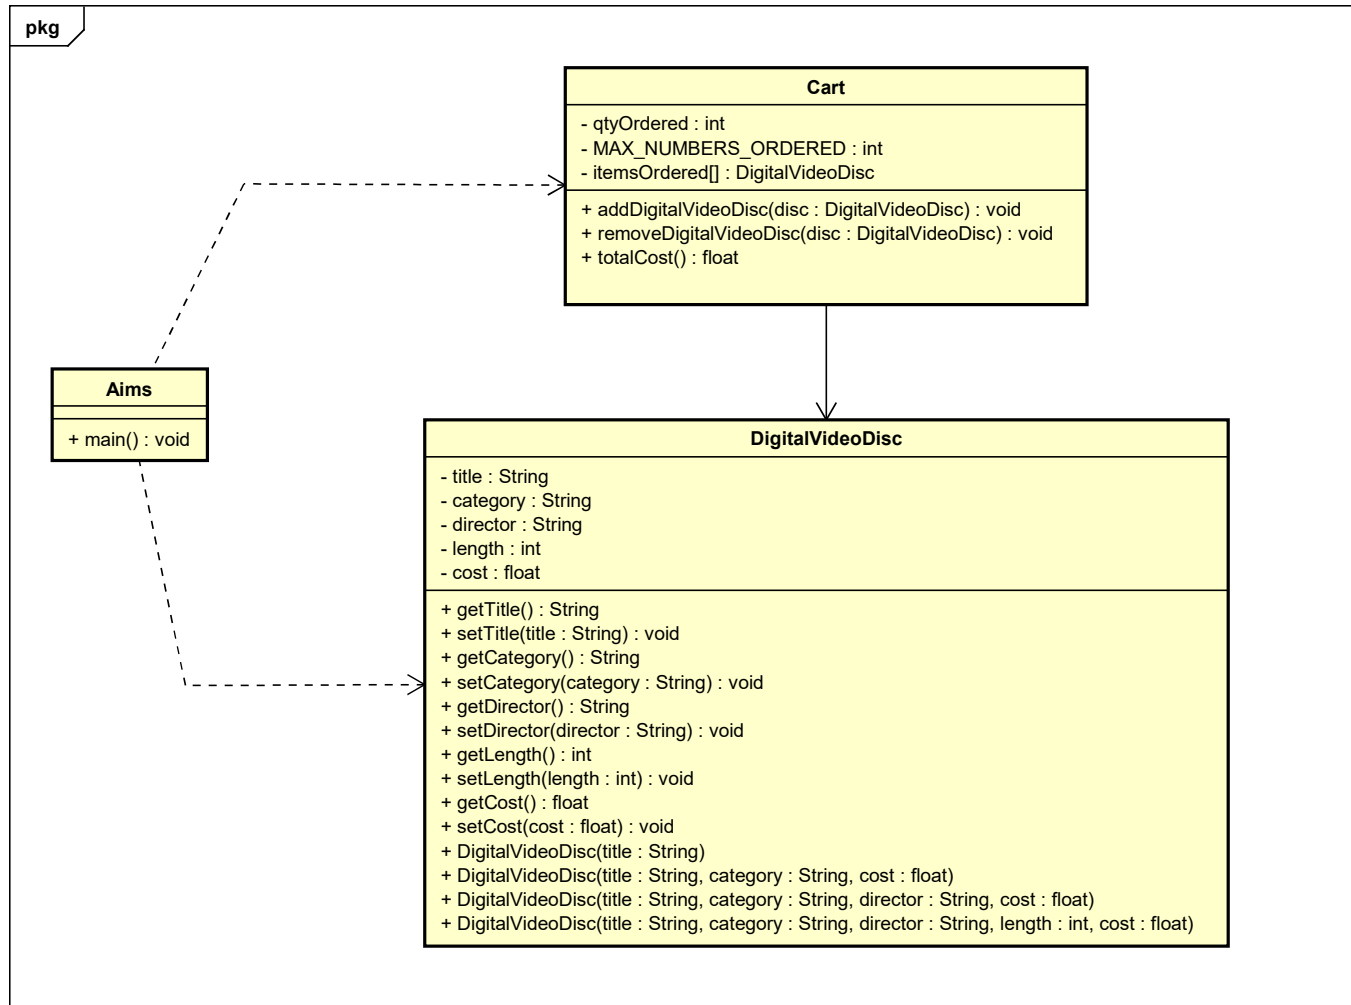 pkg
Cart
- qtyOrdered : int
- MAX_NUMBERS_ORDERED : int
- itemsOrdered[] : DigitalVideoDisc
+ addDigitalVideoDisc(disc : DigitalVideoDisc) : void
+ removeDigitalVideoDisc(disc : DigitalVideoDisc) : void
+ totalCost() : float
Aims
+ main() : void
DigitalVideoDisc
- title : String
- category : String
- director : String
- length : int
- cost : float
+ getTitle() : String
+ setTitle(title : String) : void
+ getCategory() : String
+ setCategory(category : String) : void
+ getDirector() : String
+ setDirector(director : String) : void
+ getLength() : int
+ setLength(length : int) : void
+ getCost() : float
+ setCost(cost : float) : void
+ DigitalVideoDisc(title : String)
+ DigitalVideoDisc(title : String, category : String, cost : float)
+ DigitalVideoDisc(title : String, category : String, director : String, cost : float)
+ DigitalVideoDisc(title : String, category : String, director : String, length : int, cost : float)